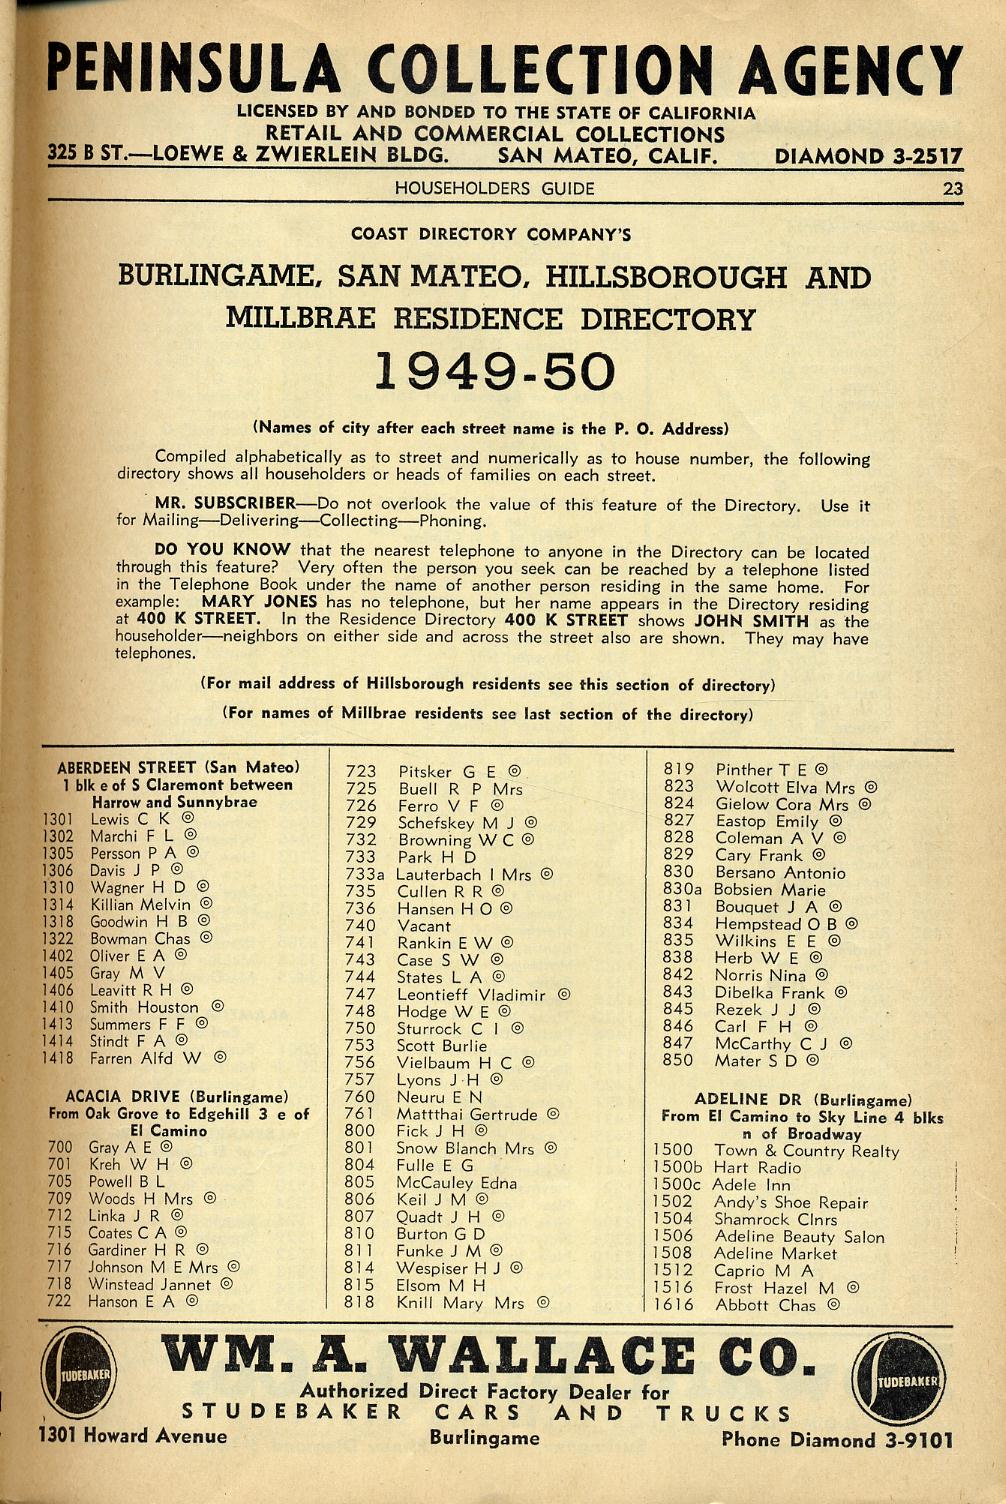 PENINSULA COLLECTION AGENCY
LICENSED BY AND BONDED TO THE STATE OF CALIFORNIA
RETAIL AND COMMERCIAL COLLECTIONS
325 B ST.—LOEWE & ZWIERLEIN BLDG. SAN MATEO, CALIF. DIAMOND 3-2517
HOUSEHOLDERS GUIDE 23
COAST DIRECTORY COMPANY'S
BURLINGAME, SAN MATEO, HILLSBOROUGH AND
MILLBRAE RESIDENCE DIRECTORY
1949-50
(Names of city after each street name is the P. O. Address)
Compiled alphabetically as to street and numerically as to house number, the following
directory shows all householders or heads of families on each street.
MR. SUBSCRIBER—Do not overlook the value of this feature of the Directory. Use it
for Mailing—Delivering—Collecting—Phoning.
DO YOU KNOW that the nearest telephone to anyone in the Directory can be located
through this feature? Very often the person you seek can be reached by a telephone listed
in the Telephone Book under the name of another person residing in the same home. For
example: MARY JONES has no telephone, but her name appears in the Directory residing
at 400 K STREET. In the Residence Directory 400 K STREET shows JOHN SMITH as the
householder—neighbors on either side and across the street also are shown. They may have
telephones.
(For mail address of Hillsborough residents see this section of directory)
(For names of Millbrae residents see last section of the directory)
ABERDEEN STREET (San Mateo)
1 blk e of S Claremont between
Harrow and Sunnybrae
1301 Lewis C K ⊚
1302 Marchi F L ⊚
1305 Persson P A ⊚
1306 Davis J P ⊚
1310 Wagner H D ⊚
1314 Killian Melvin ⊚
1318 Goodwin H B ⊚
1322 Bowman Chas ⊚
1402 Oliver E A ⊚
1405 Gray M V
1406 Leavitt R H ⊚
1410 Smith Houston ⊚
1413 Summers F F ⊚
1414 Stindt F A ⊚
1418 Farren Alfd W ⊚
ACACIA DRIVE (Burlingame)
From Oak Grove to Edgehill 3 e of
El Camino
700 Gray A E ⊚
701 Kreh W H ⊚
705 Powell B L
709 Woods H Mrs ⊚
712 Linka J R ⊚
715 Coates C A ⊚
716 Gardiner H R ⊚
717 Johnson M E Mrs ⊚
718 Winstead Jannet ⊚
722 Hanson E A ⊚
723 Pitsker G E ⊚
725 Buell R P Mrs
726 Ferro V F ⊚
729 Schefskey M J ⊚
732 Browning W C ⊚
733 Park H D
733a Lauterbach I Mrs ⊚
735 Cullen R R ⊚
736 Hansen H O ⊚
740 Vacant
741 Rankin E W ⊚
743 Case S W ⊚
744 States L A ⊚
747 Leontieff Vladimir ⊚
748 Hodge W E ⊚
750 Sturrock C I ⊚
753 Scott Burlie
756 Vielbaum H C ⊚
757 Lyons J H ⊚
760 Neuru E N
761 Mattthai Gertrude ⊚
800 Fick J H ⊚
801 Snow Blanch Mrs ⊚
804 Fulle E G
805 McCauley Edna
806 Keil J M ⊚
807 Quadt J H ⊚
810 Burton G D
811 Funke J M ⊚
814 Wespiser H J ⊚
815 Elsom M H
818 Knill Mary Mrs ⊚
819 Pinther T E ⊚
823 Wolcott Elva Mrs ⊚
824 Gielow Cora Mrs ⊚
827 Eastop Emily ⊚
828 Coleman A V ⊚
829 Cary Frank ⊚
830 Bersano Antonio
830a Bobsien Marie
831 Bouquet J A ⊚
834 Hempstead O B ⊚
835 Wilkins E E ⊚
838 Herb W E ⊚
842 Norris Nina ⊚
843 Dibelka Frank ⊚
845 Rezek J J ⊚
846 Carl F H ⊚
847 McCarthy C J ⊚
850 Mater S D ⊚
ADELINE DR (Burlingame)
From El Camino to Sky Line 4 blks
n of Broadway
1500 Town & Country Realty
1500b Hart Radio
1500c Adele Inn
1502 Andy's Shoe Repair
1504 Shamrock Clnrs
1506 Adeline Beauty Salon
1508 Adeline Market
1512 Caprio M A
1516 Frost Hazel M ⊚
1616 Abbott Chas ⊚
STUDEBAKER
WM. A. WALLACE CO.
Authorized Direct Factory Dealer for
STUDEBAKER CARS AND TRUCKS
1301 Howard Avenue Burlingame Phone Diamond 3-9101
STUDEBAKER